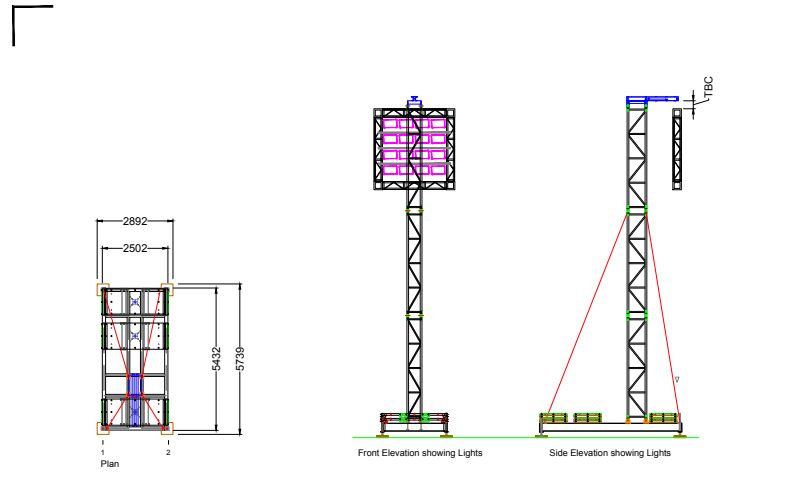 TBC
2892
2502
5432
5739
1
2
Plan
Front Elevation showing Lights
Side Elevation showing Lights